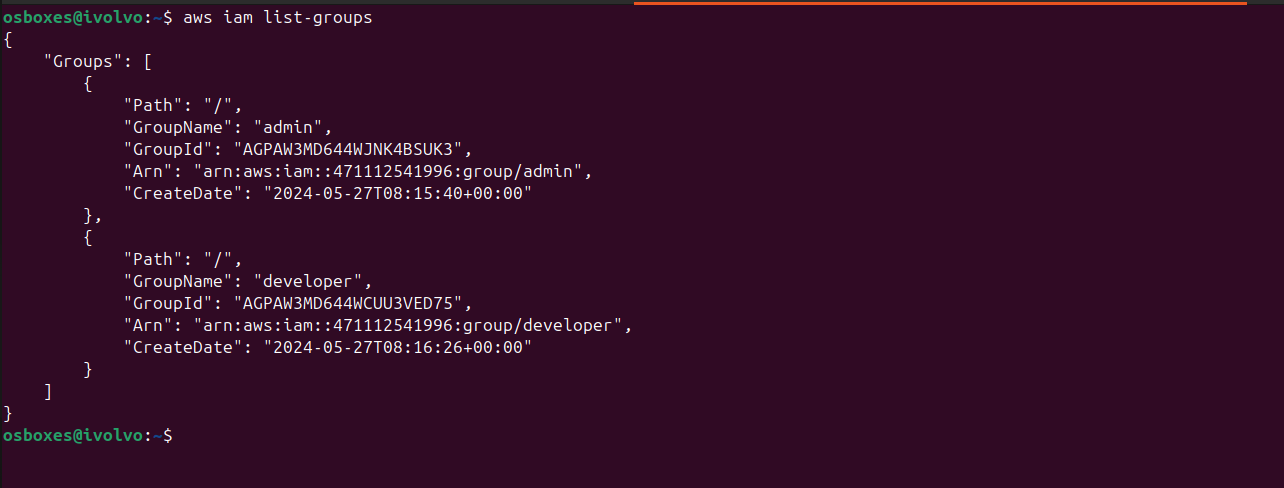 osboxes@ivolvo:~$ aws iam list-groups
{
    "Groups": [
        {
            "Path": "/",
            "GroupName": "admin",
            "GroupId": "AGPAW3MD644WJNK4BSUK3",
            "Arn": "arn:aws:iam::471112541996:group/admin",
            "CreateDate": "2024-05-27T08:15:40+00:00"
        },
        {
            "Path": "/",
            "GroupName": "developer",
            "GroupId": "AGPAW3MD644WCUU3VED75",
            "Arn": "arn:aws:iam::471112541996:group/developer",
            "CreateDate": "2024-05-27T08:16:26+00:00"
        }
    ]
}
osboxes@ivolvo:~$